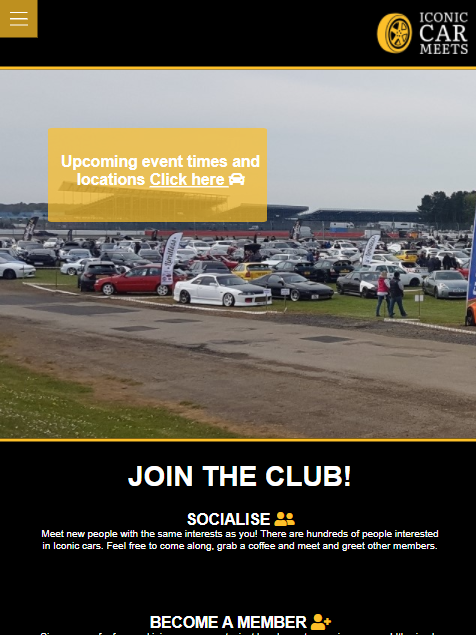 ICONIC
CAR
MEETS
Upcoming event times and
locations Click here
JOIN THE CLUB!
SOCIALISE
Meet new people with the same interests as you! There are hundreds of people interested
in Iconic cars. Feel free to come along, grab a coffee and meet and greet other members.
BECOME A MEMBER